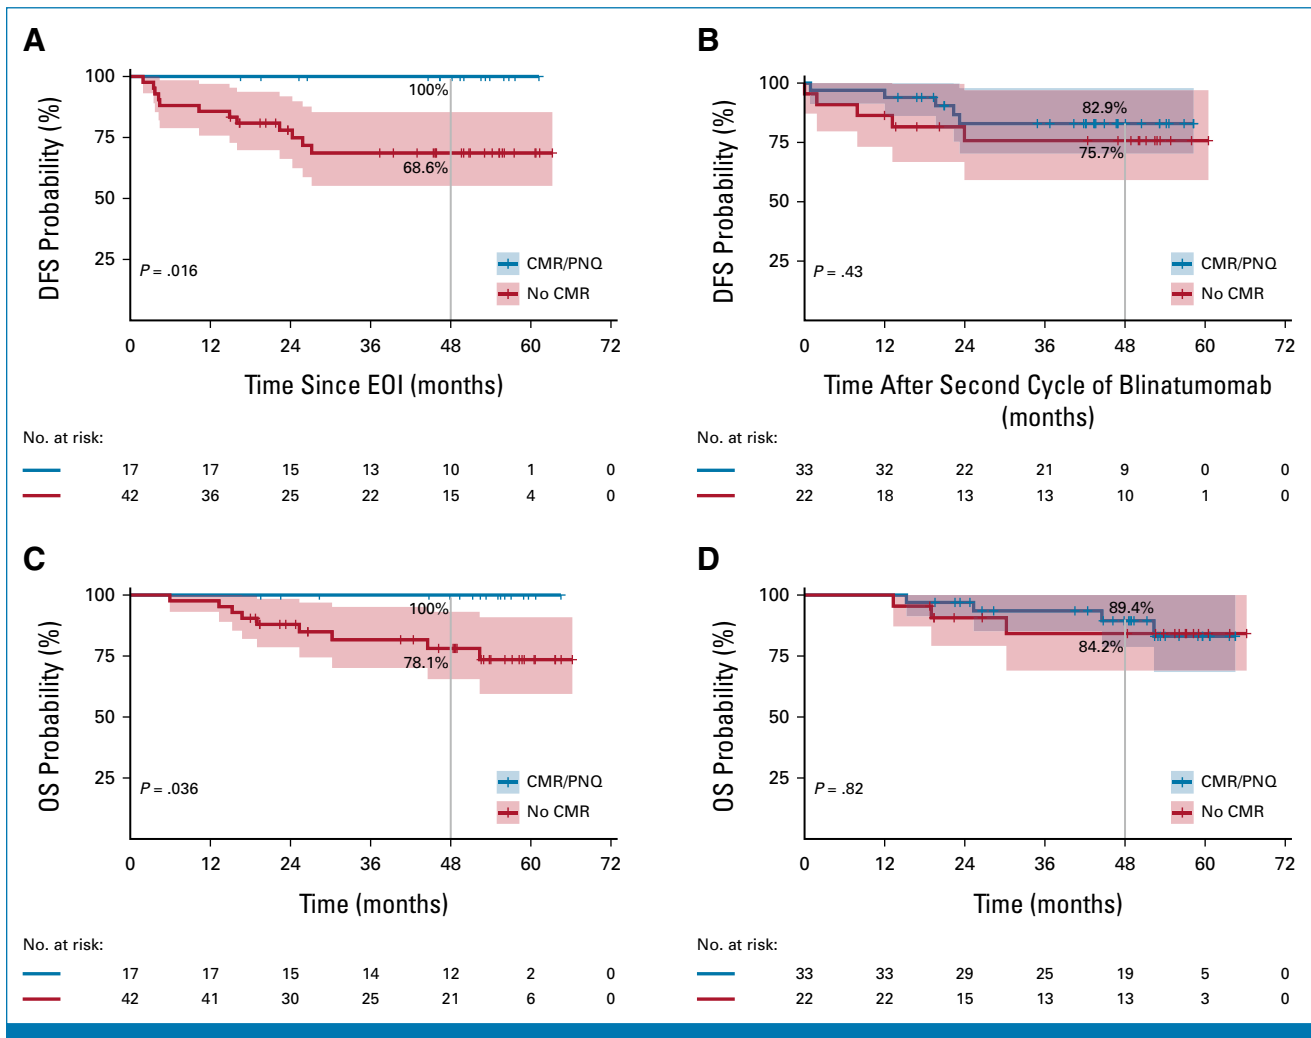 A
DFS Probability (%)
100
75
50
25
100%
68.6%
P = .016
CMR/PNQ
No CMR
0 12 24 36 48 60 72
Time Since EOI (months)
No. at risk:
17 17 15 13 10 1 0
42 36 25 22 15 4 0
B
DFS Probability (%)
100
75
50
25
82.9%
75.7%
P = .43
CMR/PNQ
No CMR
0 12 24 36 48 60 72
Time After Second Cycle of Blinatumomab
(months)
No. at risk:
33 32 22 21 9 0 0
22 18 13 13 10 1 0
C
OS Probability (%)
100
75
50
25
100%
78.1%
P = .036
CMR/PNQ
No CMR
0 12 24 36 48 60 72
Time (months)
No. at risk:
17 17 15 14 12 2 0
42 41 30 25 21 6 0
D
OS Probability (%)
100
75
50
25
89.4%
84.2%
P = .82
CMR/PNQ
No CMR
0 12 24 36 48 60 72
Time (months)
No. at risk:
33 33 29 25 19 5 0
22 22 15 13 13 3 0